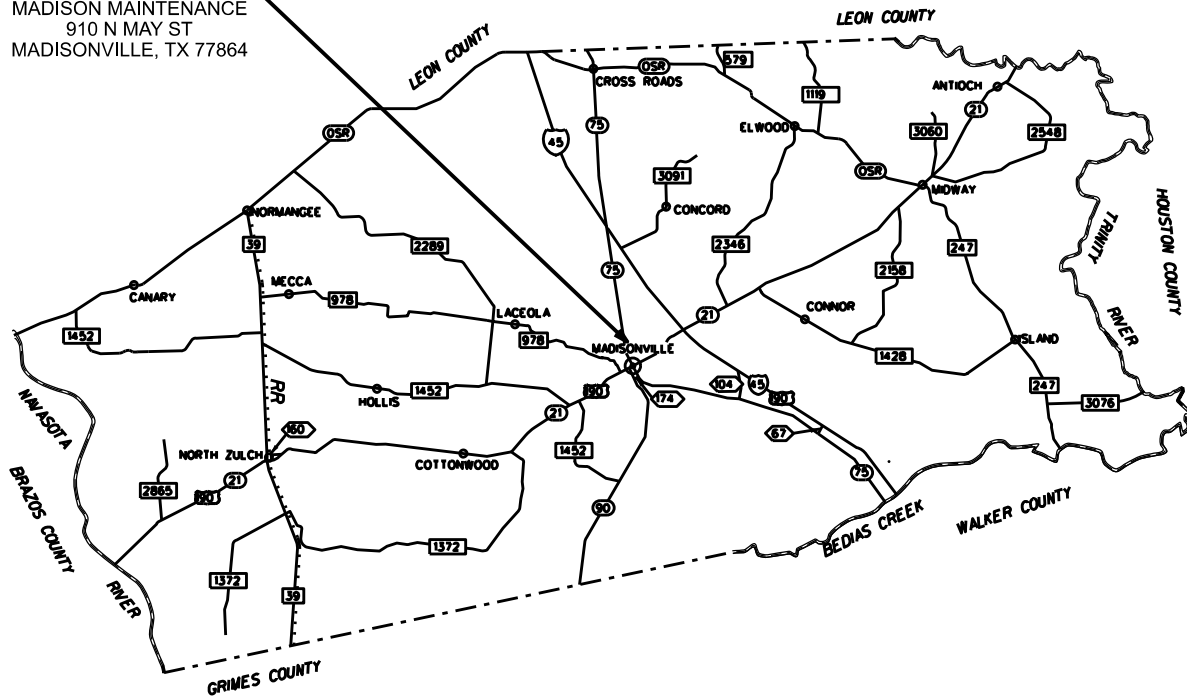 MADISON MAINTENANCE
910 N MAY ST
MADISONVILLE, TX 77864
LEON COUNTY
LEON COUNTY
OSR
579
CROSS ROADS
ANTIOCH
1119
21
75
ELWOOD
3060
2548
OSR
45
OSR
3091
MIDWAY
CONCORD
NORMANGEE
39
2289
2346
247
HOUSTON COUNTY
TRINITY
RIVER
75
2158
MECCA
CANARY
978
CONNOR
LACEOLA
21
1452
978
MADISONVILLE
ISLAND
1428
RR
HOLLIS
1452
190
104
45
190
247
174
3076
NAVASOTA
21
160
67
NORTH ZULCH
COTTONWOOD
1452
21
75
2865
190
90
BRAZOS COUNTY
BEDIAS CREEK
WALKER COUNTY
1372
1372
RIVER
39
GRIMES COUNTY